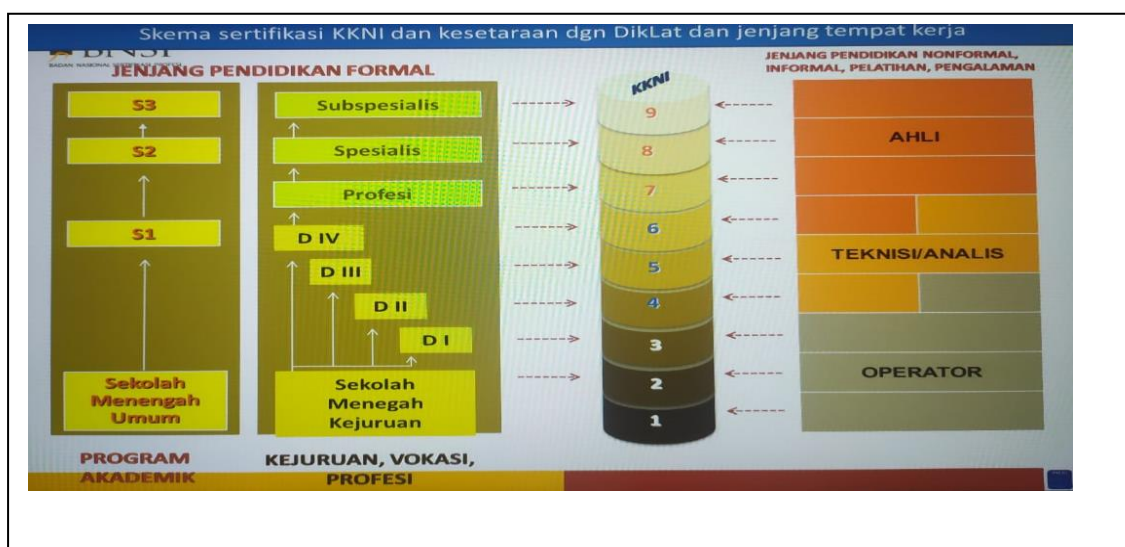 Skema sertifikasi KKNI dan kesetaraan dgn DikLat dan jenjang tempat kerja
BNSP
JENJANG PENDIDIKAN FORMAL
JENJANG PENDIDIKAN NONFORMAL,
INFORMAL, PELATIHAN, PENGALAMAN
S3
S2
S1
Sekolah
Menengah
Umum
PROGRAM
AKADEMIK
Subspesialis
Spesialis
Profesi
D IV
D III
D II
D I
Sekolah
Menegah
Kejuruan
KEJURUAN, VOKASI,
PROFESI
KKNI
9
8
7
6
5
4
3
2
1
AHLI
TEKNISI/ANALIS
OPERATOR